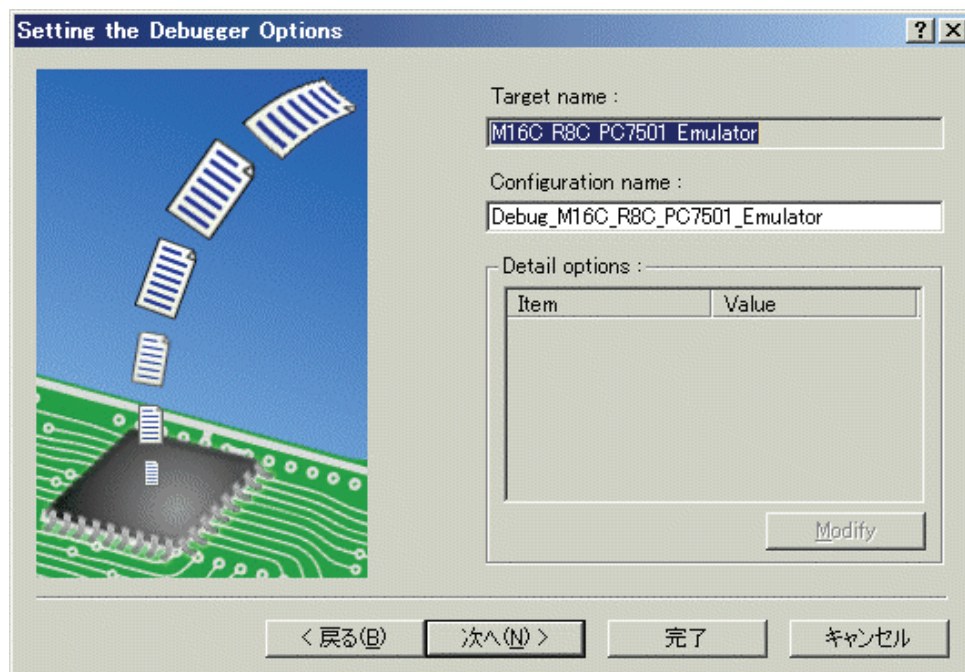 Setting the Debugger Options
Target name :
M16C R8C PC7501 Emulator
Configuration name :
Debug_M16C_R8C_PC7501_Emulator
Detail options :
Item Value
Modify
< 戻る(B) 次へ(N) > 完了 キャンセル